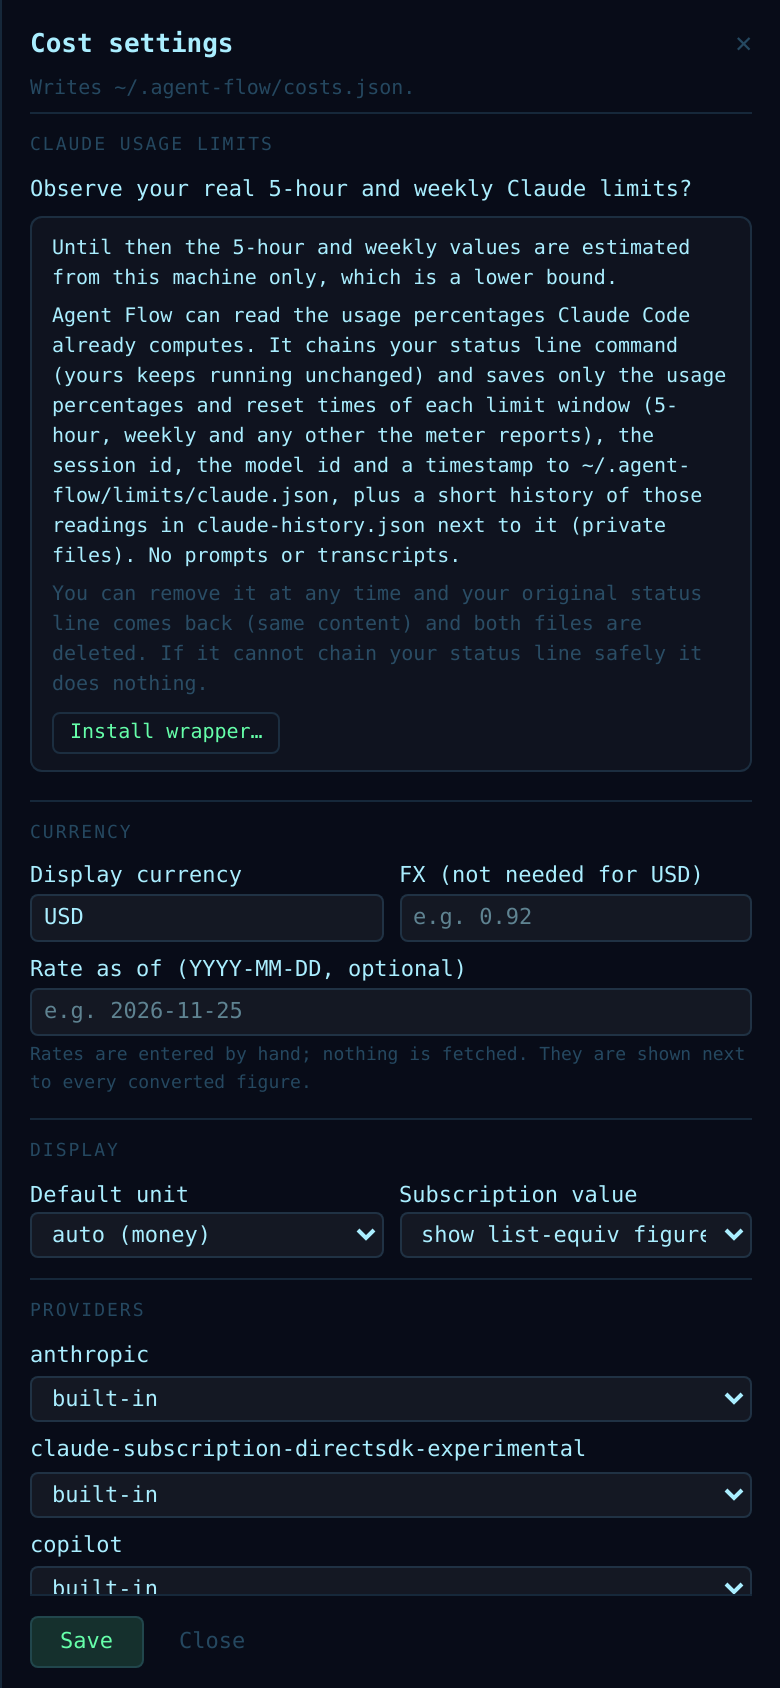 Cost settings
×
Writes ~/.agent-flow/costs.json.
CLAUDE USAGE LIMITS
Observe your real 5-hour and weekly Claude limits?
Until then the 5-hour and weekly values are estimated
from this machine only, which is a lower bound.
Agent Flow can read the usage percentages Claude Code
already computes. It chains your status line command
(yours keeps running unchanged) and saves only the usage
percentages and reset times of each limit window (5-
hour, weekly and any other the meter reports), the
session id, the model id and a timestamp to ~/.agent-
flow/limits/claude.json, plus a short history of those
readings in claude-history.json next to it (private
files). No prompts or transcripts.
You can remove it at any time and your original status
line comes back (same content) and both files are
deleted. If it cannot chain your status line safely it
does nothing.
Install wrapper…
CURRENCY
Display currency
FX (not needed for USD)
USD
e.g. 0.92
Rate as of (YYYY-MM-DD, optional)
e.g. 2026-11-25
Rates are entered by hand; nothing is fetched. They are shown next
to every converted figure.
DISPLAY
Default unit
Subscription value
auto (money)
show list-equiv figure
PROVIDERS
anthropic
built-in
claude-subscription-directsdk-experimental
built-in
copilot
built-in
Save
Close